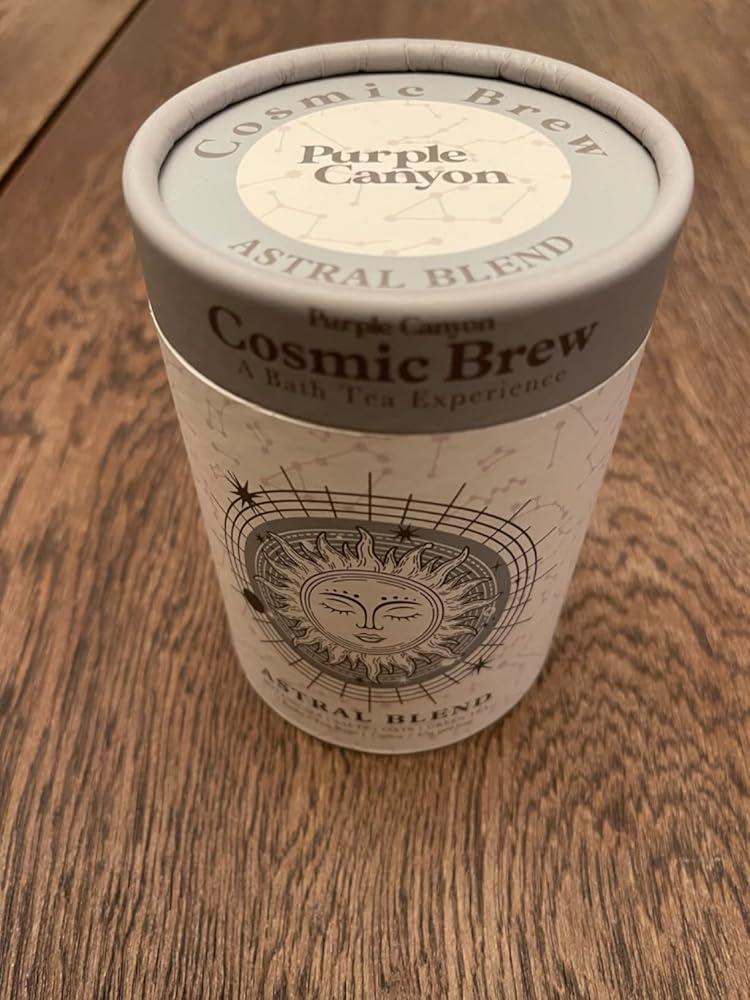 Cosmic Brew
Purple
Canyon
ASTRAL BLEND
Purple Canyon
Cosmic Brew
A Bath Tea Experience
ASTRAL BLEND